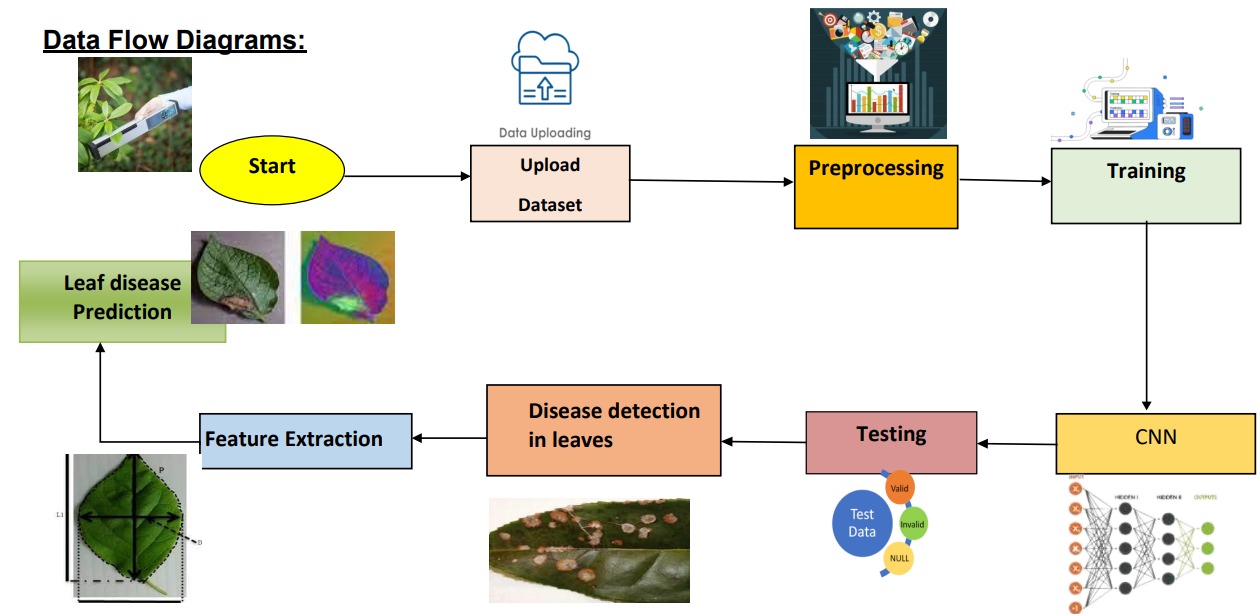 Data Flow Diagrams:
Data Uploading
Start
Upload
Dataset
Preprocessing
Training
Leaf disease
Prediction
Disease detection
in leaves
Feature Extraction
Testing
CNN
Valid
Test
Data
Invalid
NULL
HIDDEN I
HIDDEN II
OUTPUTS
X
X
X
X
X
-1
P
L1
D